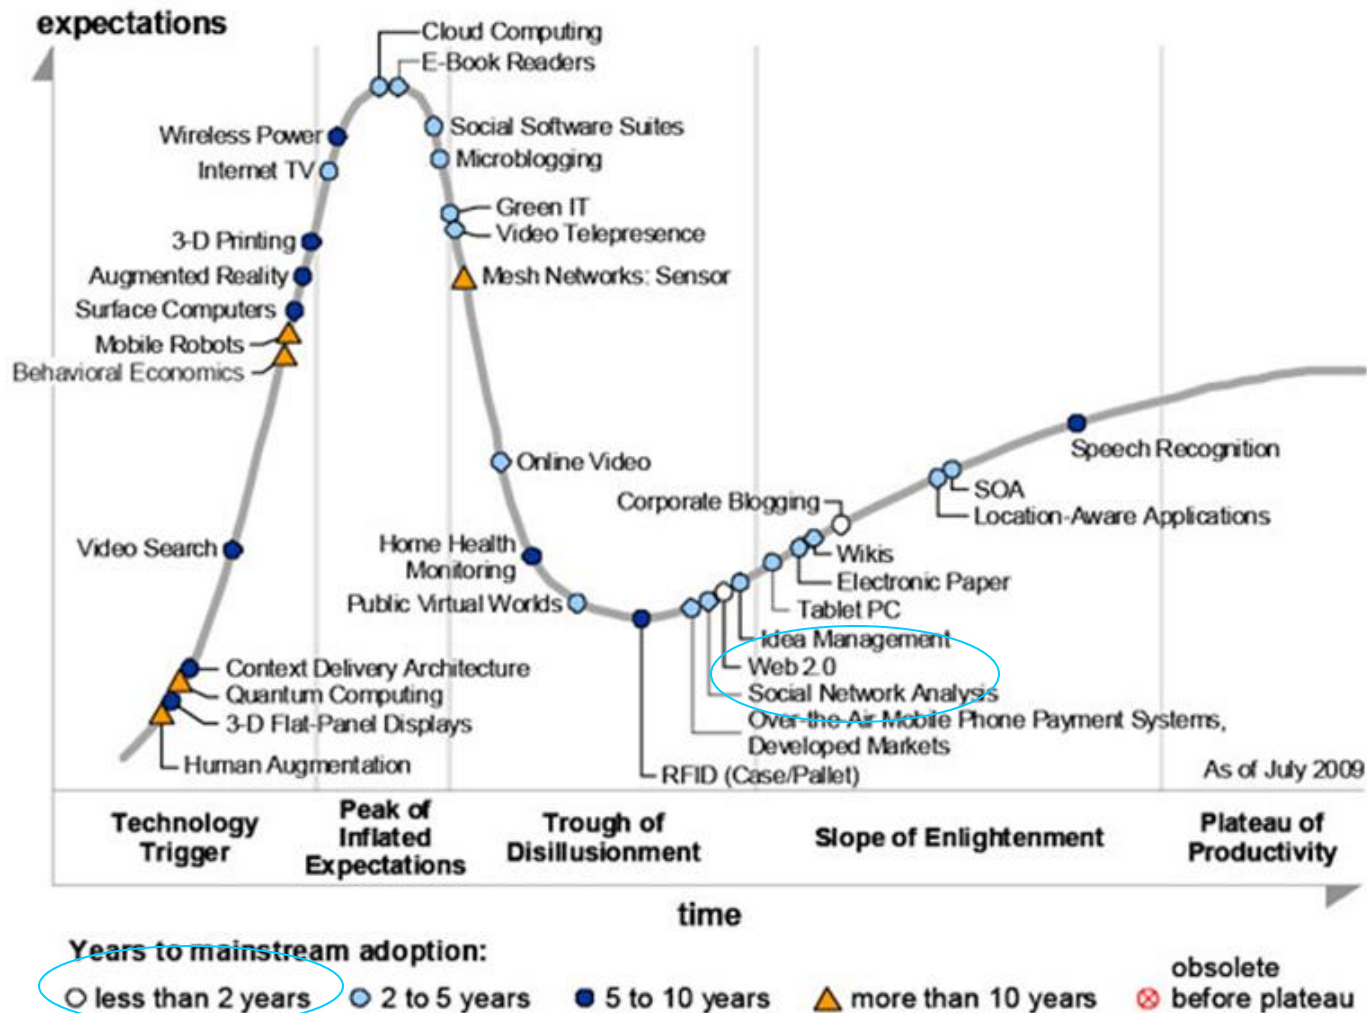 expectations
Cloud Computing
E-Book Readers
Social Software Suites
Wireless Power
Microblogging
Internet TV
Green IT
Video Telepresence
3-D Printing
Augmented Reality
Mesh Networks: Sensor
Surface Computers
Mobile Robots
Behavioral Economics
Speech Recognition
Online Video
SOA
Corporate Blogging
Location-Aware Applications
Video Search
Home Health
Monitoring
Wikis
Electronic Paper
Public Virtual Worlds
Tablet PC
Idea Management
Web 2.0
Context Delivery Architecture
Quantum Computing
Social Network Analysis
3-D Flat-Panel Displays
Over-the Air Mobile Phone Payment Systems,
Developed Markets
Human Augmentation
RFID (Case/Pallet)
As of July 2009
Technology
Trigger
Peak of
Inflated
Expectations
Trough of
Disillusionment
Slope of Enlightenment
Plateau of
Productivity
time
Years to mainstream adoption:
less than 2 years
2 to 5 years
5 to 10 years
more than 10 years
obsolete
before plateau